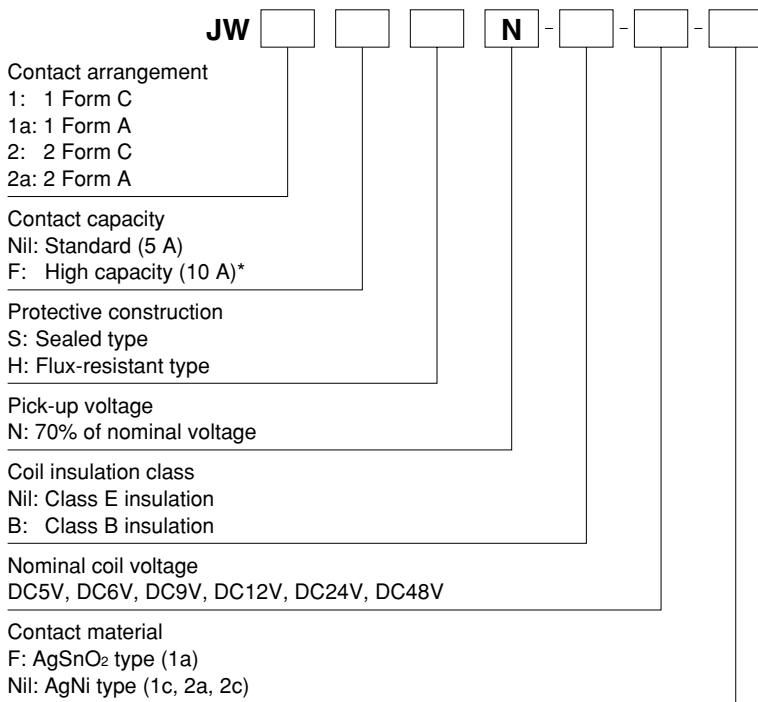 JW N - - -
Contact arrangement
1: 1 Form C
1a: 1 Form A
2: 2 Form C
2a: 2 Form A
Contact capacity
Nil: Standard (5 A)
F: High capacity (10 A)*
Protective construction
S: Sealed type
H: Flux-resistant type
Pick-up voltage
N: 70% of nominal voltage
Coil insulation class
Nil: Class E insulation
B: Class B insulation
Nominal coil voltage
DC5V, DC6V, DC9V, DC12V, DC24V, DC48V
Contact material
F: AgSnO₂ type (1a)
Nil: AgNi type (1c, 2a, 2c)